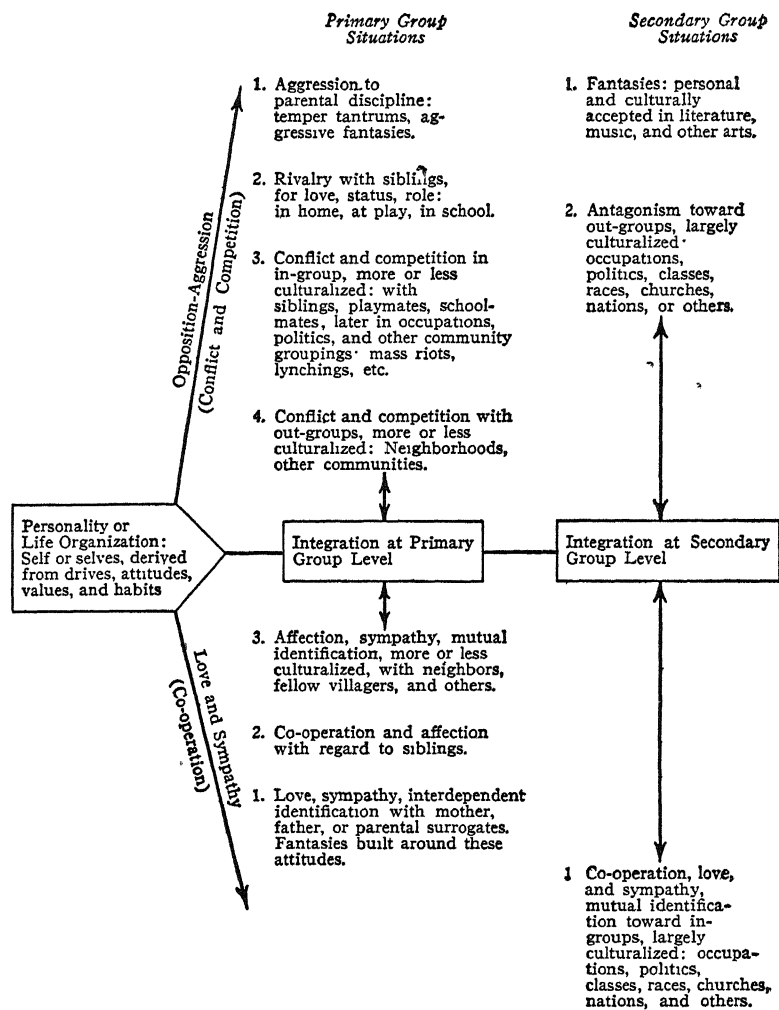 Primary Group
Situations
Secondary Group
Situations
1. Aggression to
parental discipline:
temper tantrums, ag-
gressive fantasies.
2. Rivalry with siblings,
for love, status, role:
in home, at play, in school.
3. Conflict and competition in
in-group, more or less
culturalized: with
siblings, playmates, school-
mates, later in occupations,
politics, and other community
groupings· mass riots,
lynchings, etc.
4. Conflict and competition with
out-groups, more or less
culturalized: Neighborhoods,
other communities.
1. Fantasies: personal
and culturally
accepted in literature,
music, and other arts.
2. Antagonism toward
out-groups, largely
culturalized·
occupations,
politics, classes,
races, churches,
nations, or others.
Opposition-Aggression
(Conflict and Competition)
Personality or
Life Organization:
Self or selves, derived
from drives, attitudes,
values, and habits
Integration at Primary
Group Level
Integration at Secondary
Group Level
Love and Sympathy
(Co-operation)
3. Affection, sympathy, mutual
identification, more or less
culturalized, with neighbors,
fellow villagers, and others.
2. Co-operation and affection
with regard to siblings.
1. Love, sympathy, interdependent
identification with mother,
father, or parental surrogates.
Fantasies built around these
attitudes.
1 Co-operation, love,
and sympathy,
mutual identifica-
tion toward in-
groups, largely
culturalized: occupa-
tions, politics,
classes, races, churches,
nations, and others.